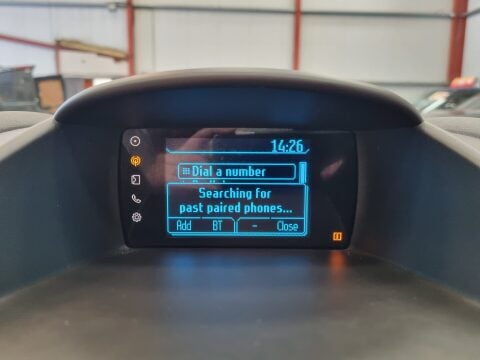 14:26
Dial a number
Searching for
past paired phones...
Add BT - Close